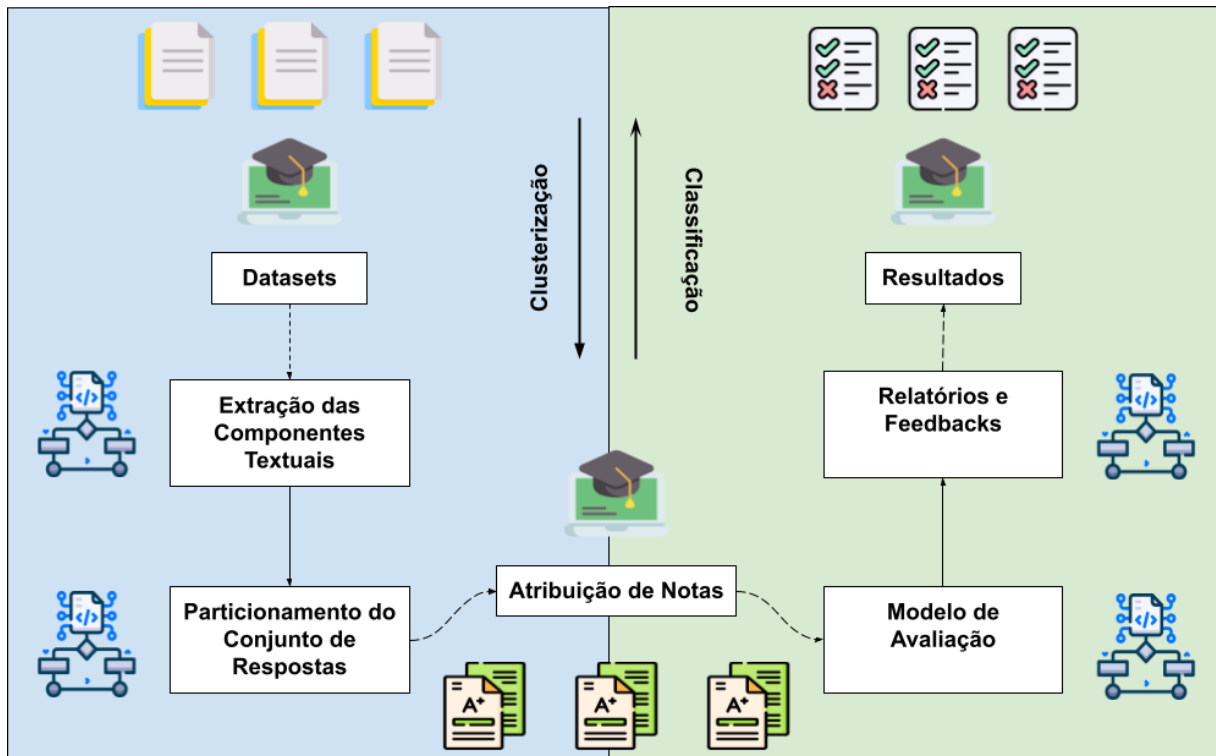 Datasets
Extração das
Componentes
Textuais
Particionamento do
Conjunto de
Respostas
Clusterização
Atribuição de Notas
A+
A+
A+
Classificação
Modelo de
Avaliação
Relatórios e
Feedbacks
Resultados